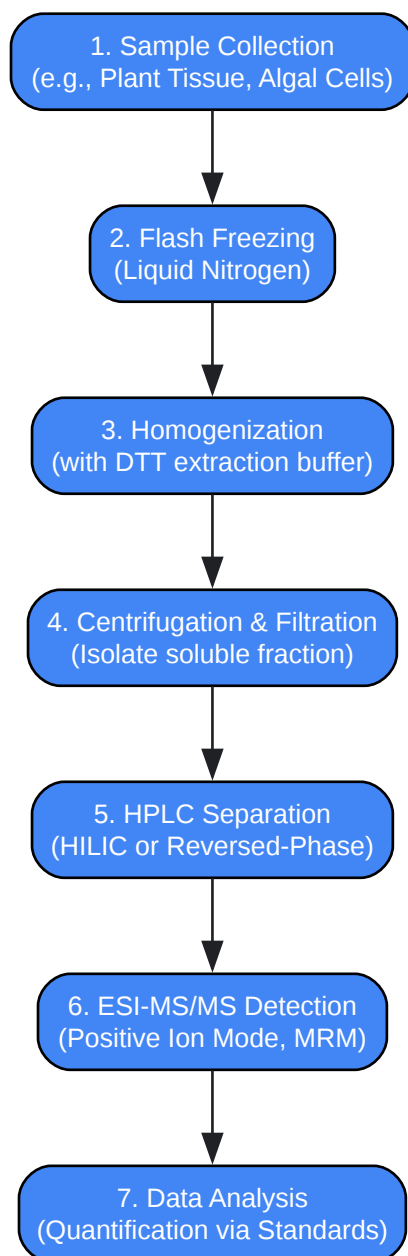 1. Sample Collection
(e.g., Plant Tissue, Algal Cells)
2. Flash Freezing
(Liquid Nitrogen)
3. Homogenization
(with DTT extraction buffer)
4. Centrifugation & Filtration
(Isolate soluble fraction)
5. HPLC Separation
(HILIC or Reversed-Phase)
6. ESI-MS/MS Detection
(Positive Ion Mode, MRM)
7. Data Analysis
(Quantification via Standards)